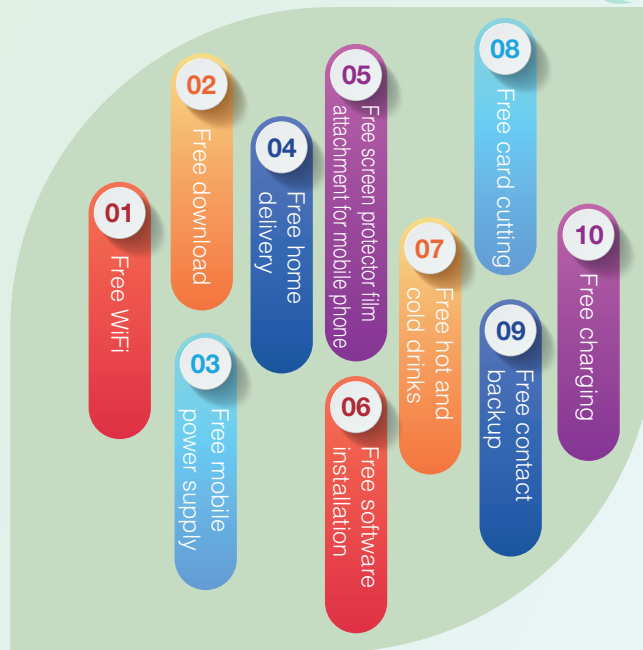 01
Free WiFi
02
Free download
03
Free mobile
power supply
04
Free home
delivery
05
Free screen protector film
attachment for mobile phone
06
Free software
installation
07
Free hot and
cold drinks
08
Free card cutting
09
Free contact
backup
10
Free charging